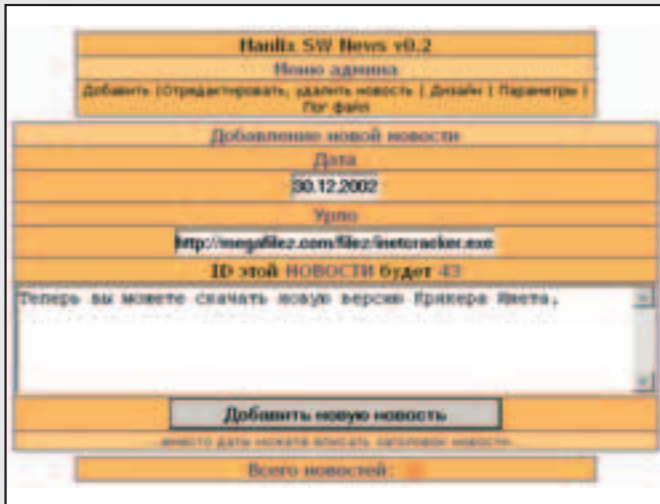 Manlix SW News v0.2
Меню админа
Добавить | Отредактировать, удалить новость | Дизайн | Параметры |
Лог файл
Добавление новой новости
Дата
30.12.2002
Урло
http://megafilez.com/filez/inetcracker.exe
ID этой НОВОСТИ будет 43
Теперь вы можете скачать новую версию Крякера Инета.
Добавить новую новость
...вместо даты можете вписать заголовок новости...
Всего новостей: